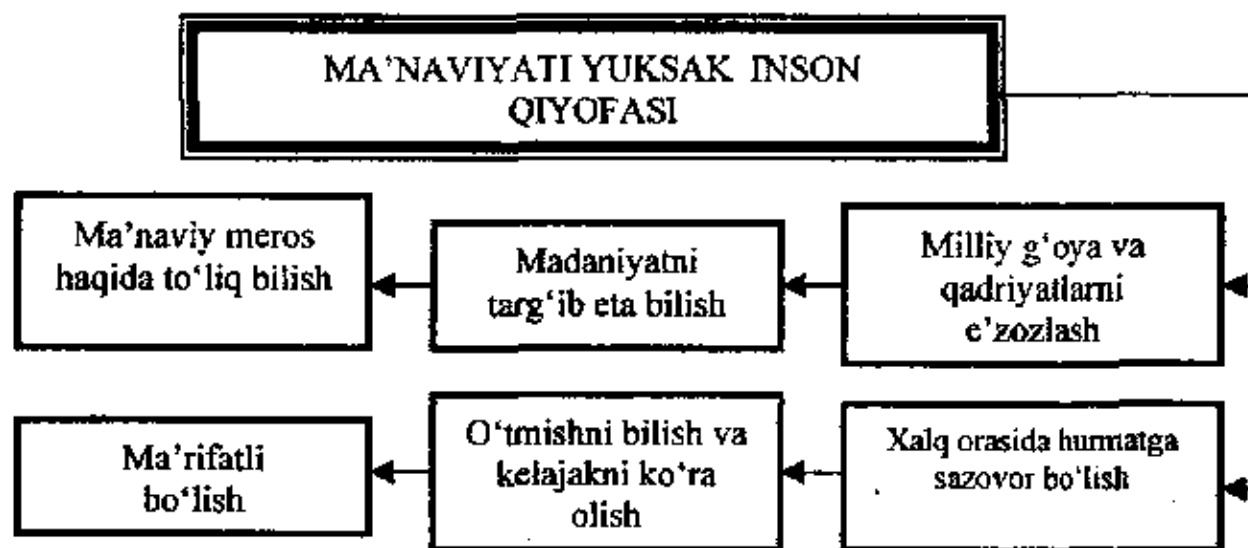 MA’NAVIYATI YUKSAK INSON
QIYOFASI
Ma’naviy meros
haqida to‘liq bilish
Madaniyatni
targ‘ib eta bilish
Milliy g‘oya va
qadriyatlarni
e’zozlash
Ma’rifatli
bo‘lish
O‘tmishni bilish va
kelajakni ko‘ra
olish
Xalq orasida hurmatga
sazovor bo‘lish